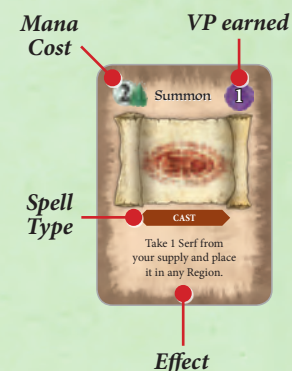 Mana
Cost
VP earned
2
Summon
1
Spell
Type
CAST
Take 1 Serf from
your supply and place
it in any Region.
Effect